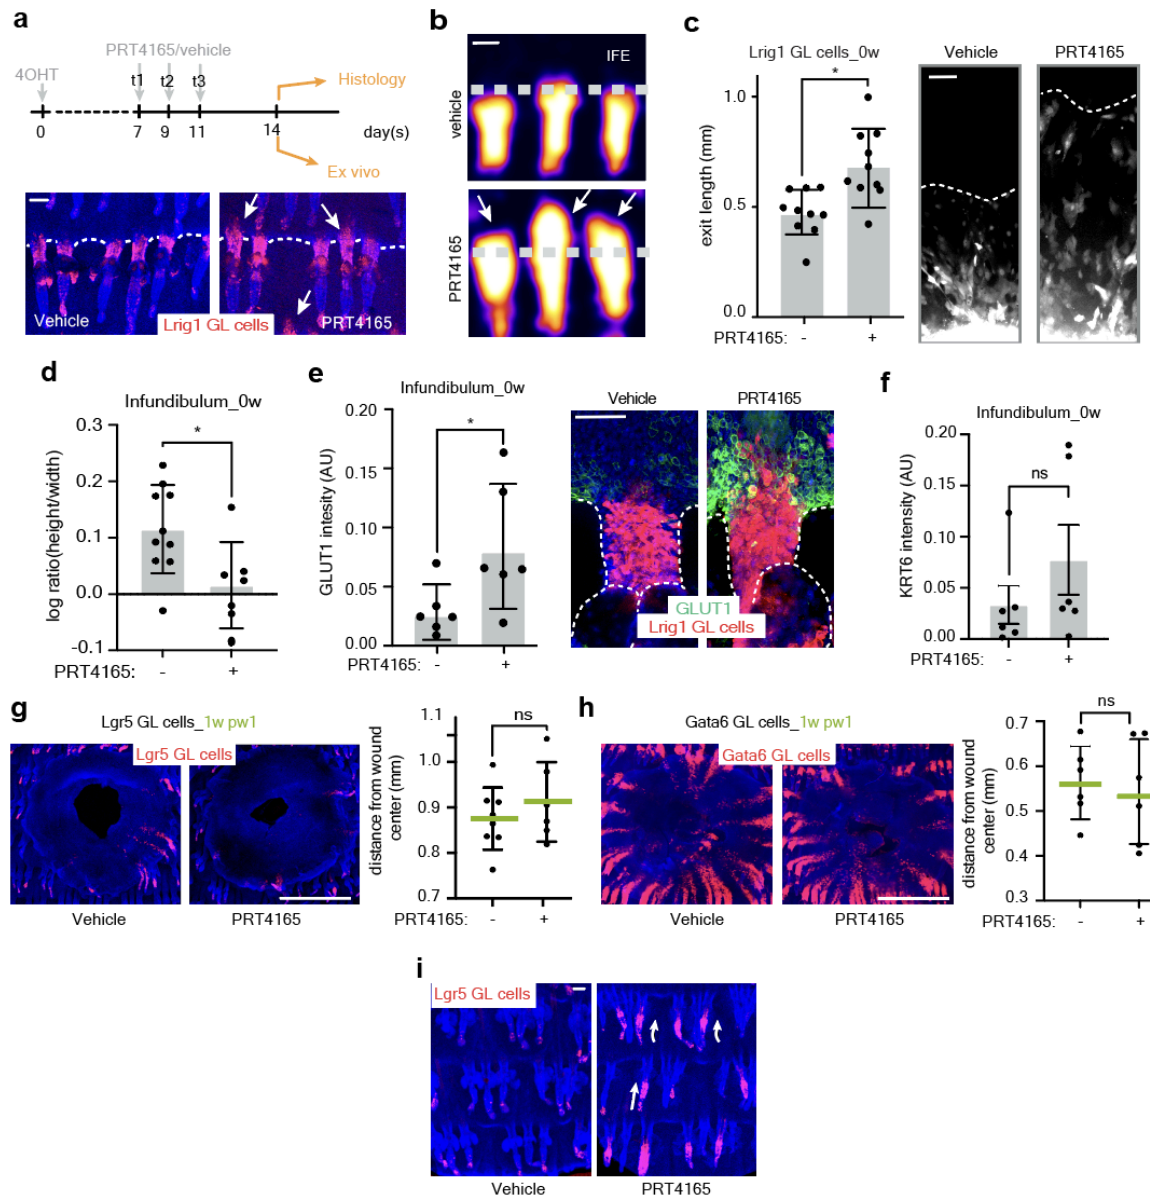 a
PRT4165/vehicle
4OHT
t1 t2 t3
Histology
0 7 9 11 14 day(s)
Ex vivo
Vehicle
Lrig1 GL cells
PRT4165
b
IFE
vehicle
PRT4165
c
Lrig1 GL cells_0w
*
exit length (mm)
1.0
0.5
0.0
PRT4165: - +
Vehicle
PRT4165
d
Infundibulum_0w
*
log ratio(height/width)
0.3
0.2
0.1
0.0
-0.1
PRT4165: - +
e
Infundibulum_0w
*
GLUT1 intesity (AU)
0.20
0.15
0.10
0.05
0.00
PRT4165: - +
Vehicle
PRT4165
GLUT1
Lrig1 GL cells
f
Infundibulum_0w
ns
KRT6 intensity (AU)
0.20
0.15
0.10
0.05
0.00
PRT4165: - +
g
Lgr5 GL cells_1w pw1
Lgr5 GL cells
Vehicle
PRT4165
ns
distance from wound
center (mm)
1.1
1.0
0.9
0.8
0.7
PRT4165: - +
h
Gata6 GL cells_1w pw1
Gata6 GL cells
Vehicle
PRT4165
ns
distance from wound
center (mm)
0.7
0.6
0.5
0.4
0.3
PRT4165: - +
i
Lgr5 GL cells
Vehicle
PRT4165